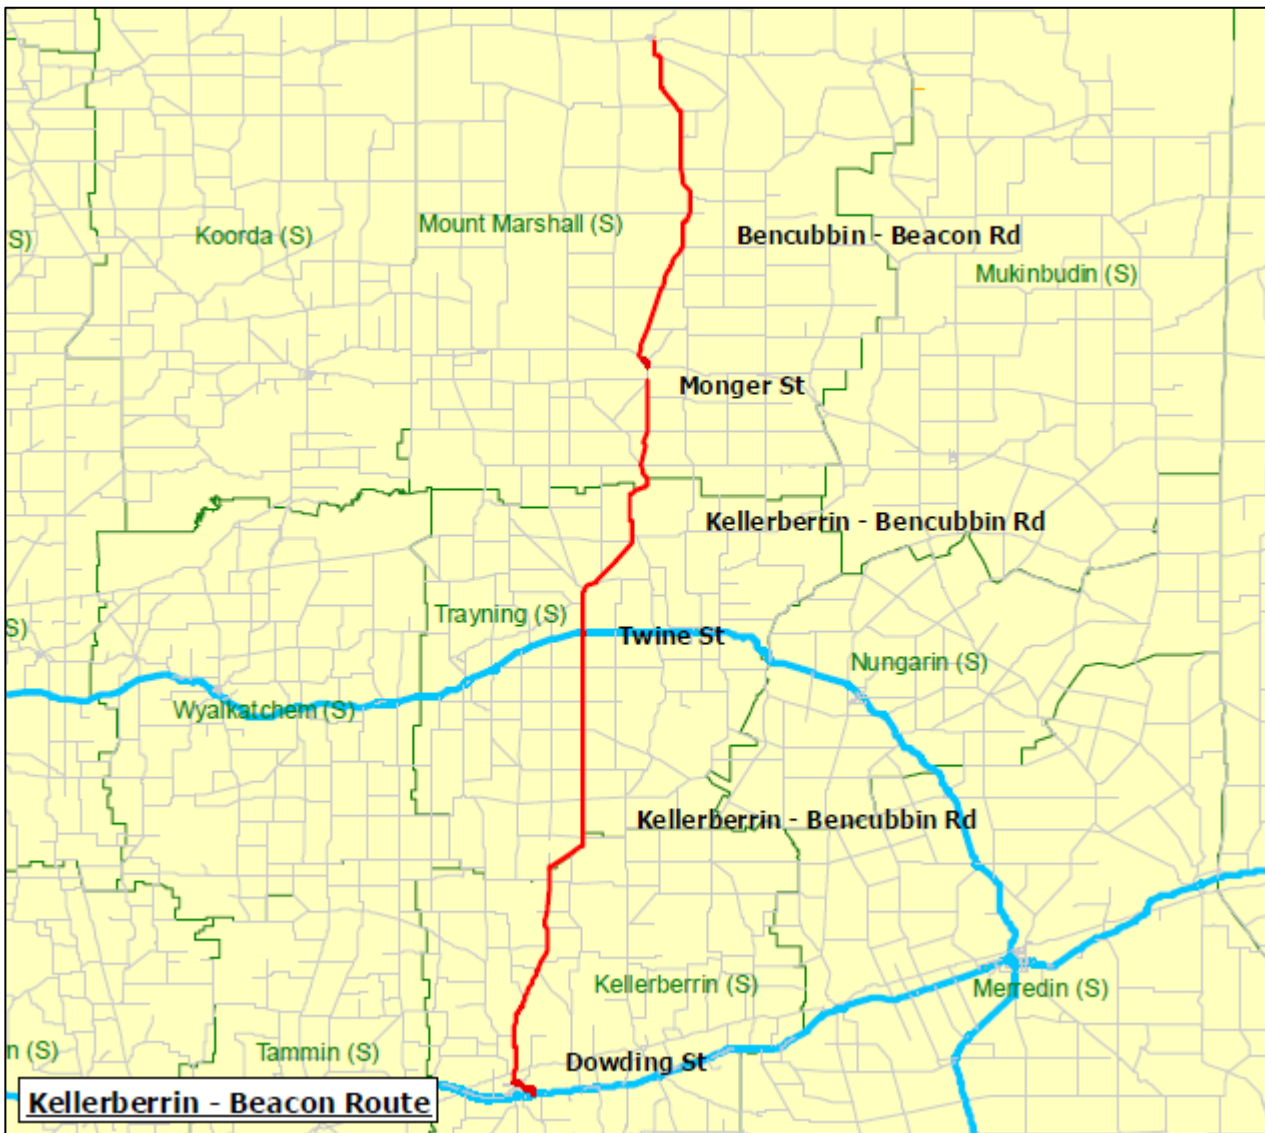 Koorda (S)
Mount Marshall (S)
Bencubbin - Beacon Rd
S)
Mukinbudin (S)
Monger St
Kellerberrin - Bencubbin Rd
Trayning (S)
S)
Twine St
Nungarin (S)
Wyalkatchem (S)
Kellerberrin - Bencubbin Rd
Kellerberrin (S)
Merredin (S)
n (S)
Tammin (S)
Dowding St
Kellerberrin - Beacon Route